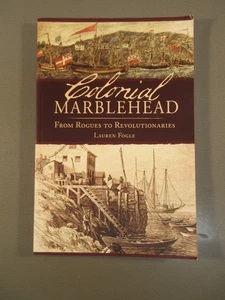 Colonial
MARBLEHEAD
FROM ROGUES TO REVOLUTIONARIES
LAUREN FOGLE